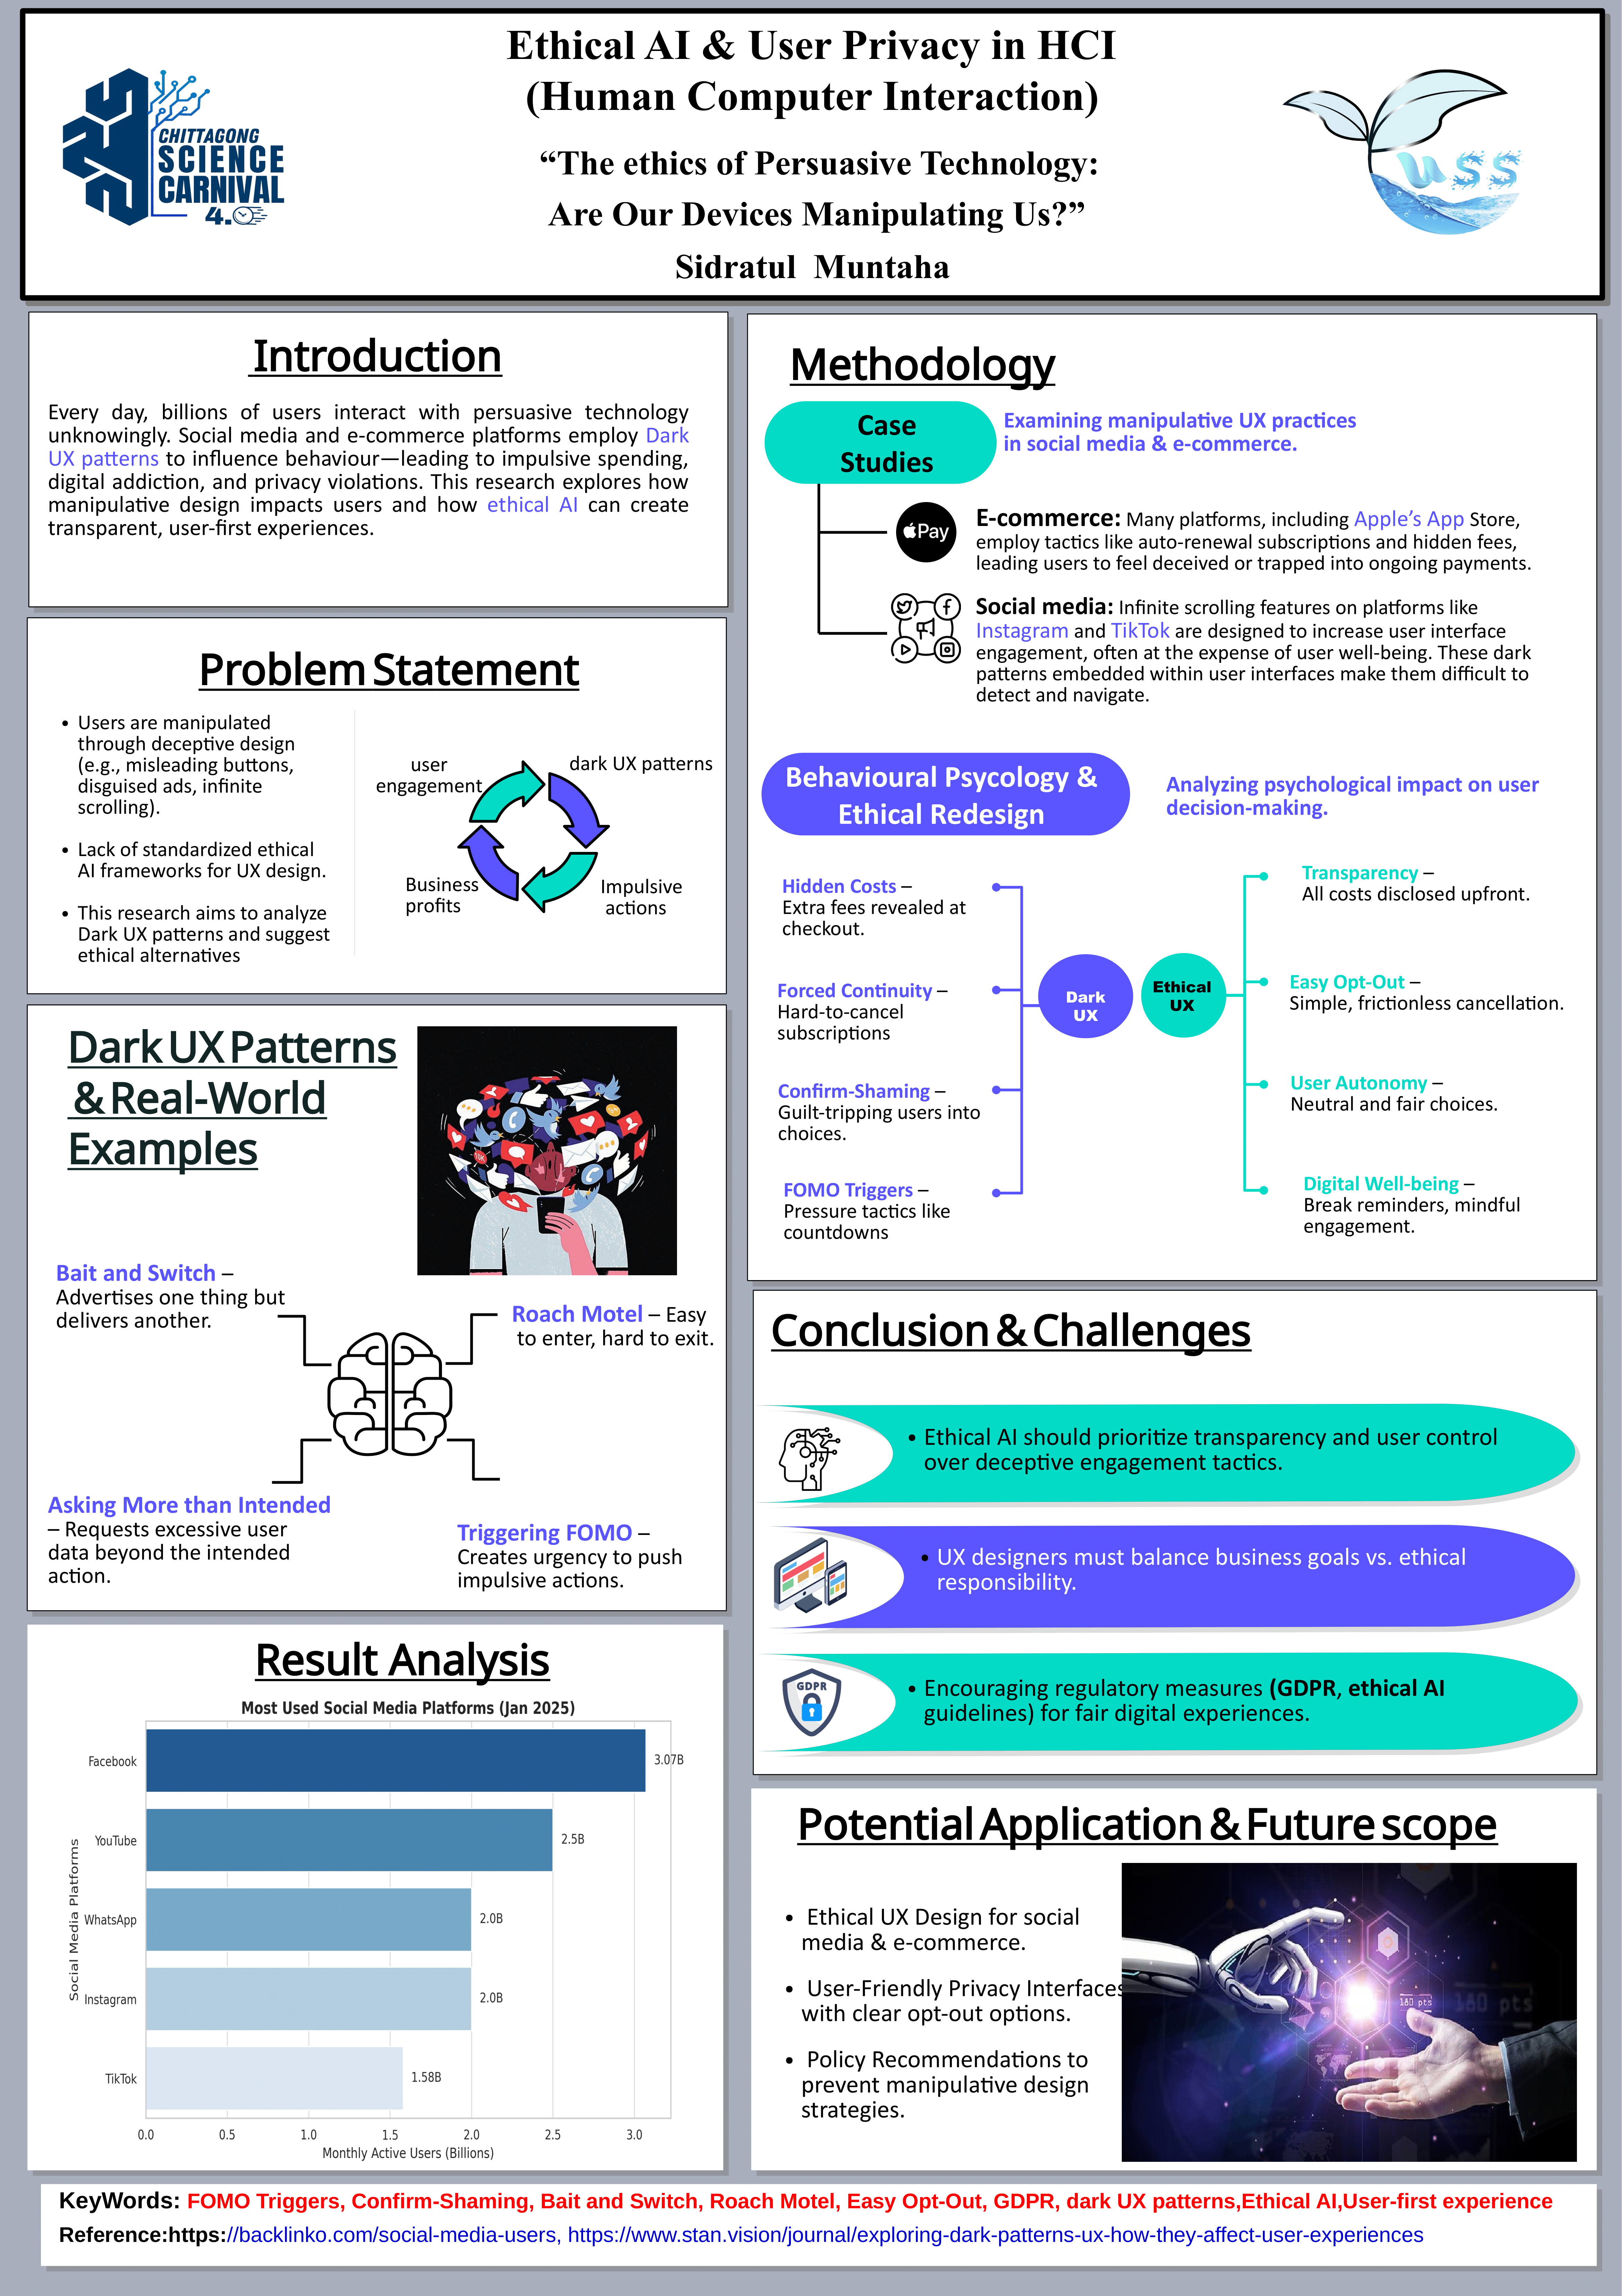 Ethical AI & User Privacy in HCI
(Human Computer Interaction)
“The ethics of Persuasive Technology:
Are Our Devices Manipulating Us?”
Sidratul Muntaha
CHITTAGONG
SCIENCE
CARNIVAL
4.0
USS
Introduction
Every day, billions of users interact with persuasive technology
unknowingly. Social media and e-commerce platforms employ Dark
UX patterns to influence behaviour—leading to impulsive spending,
digital addiction, and privacy violations. This research explores how
manipulative design impacts users and how ethical AI can create
transparent, user-first experiences.
Problem Statement
• Users are manipulated
through deceptive design
(e.g., misleading buttons,
disguised ads, infinite
scrolling).
• Lack of standardized ethical
AI frameworks for UX design.
• This research aims to analyze
Dark UX patterns and suggest
ethical alternatives
user
engagement
dark UX patterns
Business
profits
Impulsive
actions
Dark UX Patterns
& Real-World
Examples
Bait and Switch –
Advertises one thing but
delivers another.
Roach Motel – Easy
to enter, hard to exit.
Asking More than Intended
– Requests excessive user
data beyond the intended
action.
Triggering FOMO –
Creates urgency to push
impulsive actions.
Result Analysis
Most Used Social Media Platforms (Jan 2025)
Social Media Platforms
Facebook
3.07B
YouTube
2.5B
WhatsApp
2.0B
Instagram
2.0B
TikTok
1.58B
0.0 0.5 1.0 1.5 2.0 2.5 3.0
Monthly Active Users (Billions)
Methodology
Case
Studies
Examining manipulative UX practices
in social media & e-commerce.
Pay
E-commerce: Many platforms, including Apple’s App Store,
employ tactics like auto-renewal subscriptions and hidden fees,
leading users to feel deceived or trapped into ongoing payments.
Social media: Infinite scrolling features on platforms like
Instagram and TikTok are designed to increase user interface
engagement, often at the expense of user well-being. These dark
patterns embedded within user interfaces make them difficult to
detect and navigate.
Behavioural Psycology &
Ethical Redesign
Analyzing psychological impact on user
decision-making.
Hidden Costs –
Extra fees revealed at
checkout.
Forced Continuity –
Hard-to-cancel
subscriptions
Confirm-Shaming –
Guilt-tripping users into
choices.
FOMO Triggers –
Pressure tactics like
countdowns
Dark
UX
Ethical
UX
Transparency –
All costs disclosed upfront.
Easy Opt-Out –
Simple, frictionless cancellation.
User Autonomy –
Neutral and fair choices.
Digital Well-being –
Break reminders, mindful
engagement.
Conclusion & Challenges
• Ethical AI should prioritize transparency and user control
over deceptive engagement tactics.
• UX designers must balance business goals vs. ethical
responsibility.
GDPR
• Encouraging regulatory measures (GDPR, ethical AI
guidelines) for fair digital experiences.
Potential Application & Future scope
• Ethical UX Design for social
media & e-commerce.
• User-Friendly Privacy Interfaces
with clear opt-out options.
• Policy Recommendations to
prevent manipulative design
strategies.
180 pts
180 pts
KeyWords: FOMO Triggers, Confirm-Shaming, Bait and Switch, Roach Motel, Easy Opt-Out, GDPR, dark UX patterns,Ethical AI,User-first experience
Reference:https://backlinko.com/social-media-users, https://www.stan.vision/journal/exploring-dark-patterns-ux-how-they-affect-user-experiences